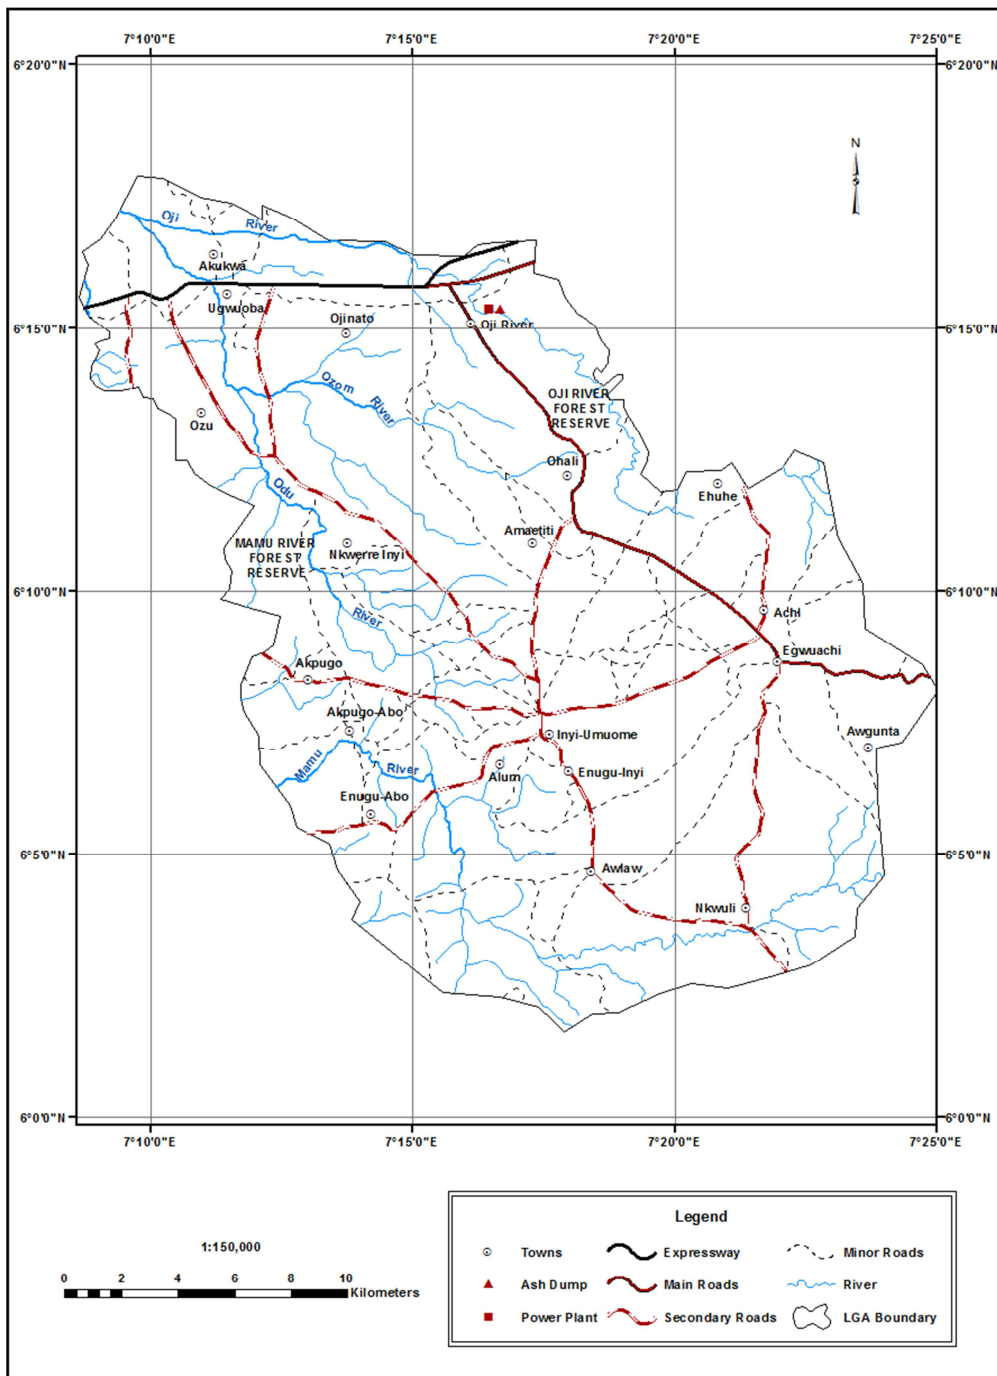 7°10'0"E 7°15'0"E 7°20'0"E 7°25'0"E
6°20'0"N 6°20'0"N
N
Oji River
Akukwa
Ugwuoba
Ojinato
6°15'0"N 6°15'0"N
Oji River
Ozom River
OJI RIVER
FOREST
RESERVE
Ozu
Ohali
Ehuhe
Odu River
Amaetiti
MAMU RIVER
FOREST
RESERVE
Nkwerre Inyi
6°10'0"N 6°10'0"N
Achi
Egwuachi
Akpugo
Akpugo-Abo
Awgunta
Inyi-Umuome
Mamu River
Alum
Enugu-Inyi
Enugu-Abo
6°5'0"N 6°5'0"N
Awlaw
Nkwuli
6°0'0"N 6°0'0"N
7°10'0"E 7°15'0"E 7°20'0"E 7°25'0"E
Legend
Towns Expressway Minor Roads
Ash Dump Main Roads River
Power Plant Secondary Roads LGA Boundary
1:150,000
0 2 4 6 8 10
Kilometers